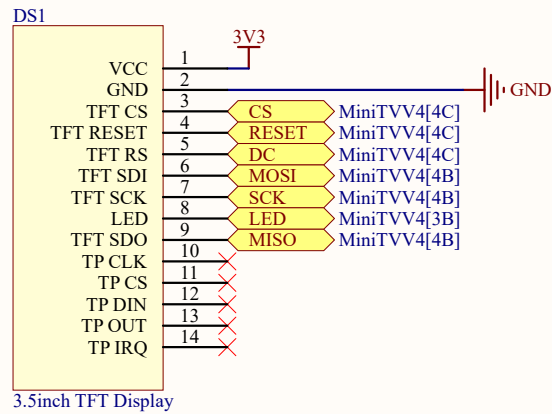 DS1
3V3
VCC 1
GND 2 GND
TFT CS 3 CS MiniTVV4[4C]
TFT RESET 4 RESET MiniTVV4[4C]
TFT RS 5 DC MiniTVV4[4C]
TFT SDI 6 MOSI MiniTVV4[4B]
TFT SCK 7 SCK MiniTVV4[4B]
LED 8 LED MiniTVV4[3B]
TFT SDO 9 MISO MiniTVV4[4B]
TP CLK 10
TP CS 11
TP DIN 12
TP OUT 13
TP IRQ 14
3.5inch TFT Display